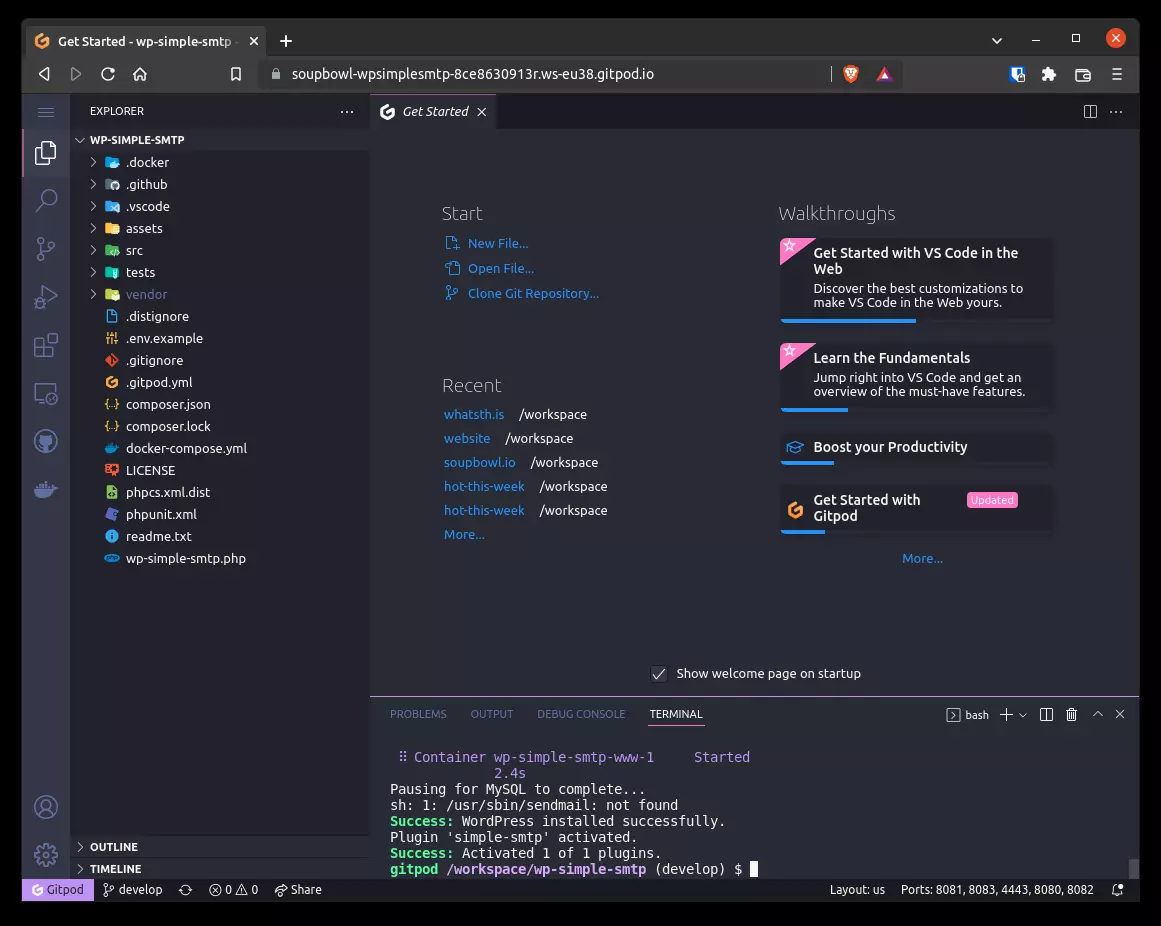 Get Started - wp-simple-smtp
soupbowl-wpsimplesmtp-8ce8630913r.ws-eu38.gitpod.io
EXPLORER
WP-SIMPLE-SMTP
.docker
.github
.vscode
assets
src
tests
vendor
.distignore
.env.example
.gitignore
.gitpod.yml
composer.json
composer.lock
docker-compose.yml
LICENSE
phpcs.xml.dist
phpunit.xml
readme.txt
wp-simple-smtp.php
OUTLINE
TIMELINE
Get Started
Start
New File...
Open File...
Clone Git Repository...
Recent
whatsth.is /workspace
website /workspace
soupbowl.io /workspace
hot-this-week /workspace
hot-this-week /workspace
More...
Walkthroughs
Get Started with VS Code in the
Web
Discover the best customizations to
make VS Code in the Web yours.
Learn the Fundamentals
Jump right into VS Code and get an
overview of the must-have features.
Boost your Productivity
Get Started with
Gitpod
Updated
More...
Show welcome page on startup
PROBLEMS OUTPUT DEBUG CONSOLE TERMINAL
bash
Container wp-simple-smtp-www-1 Started
2.4s
Pausing for MySQL to complete...
sh: 1: /usr/sbin/sendmail: not found
Success: WordPress installed successfully.
Plugin 'simple-smtp' activated.
Success: Activated 1 of 1 plugins.
gitpod /workspace/wp-simple-smtp (develop) $
Gitpod develop 0 0 Share Layout: us Ports: 8081, 8083, 4443, 8080, 8082